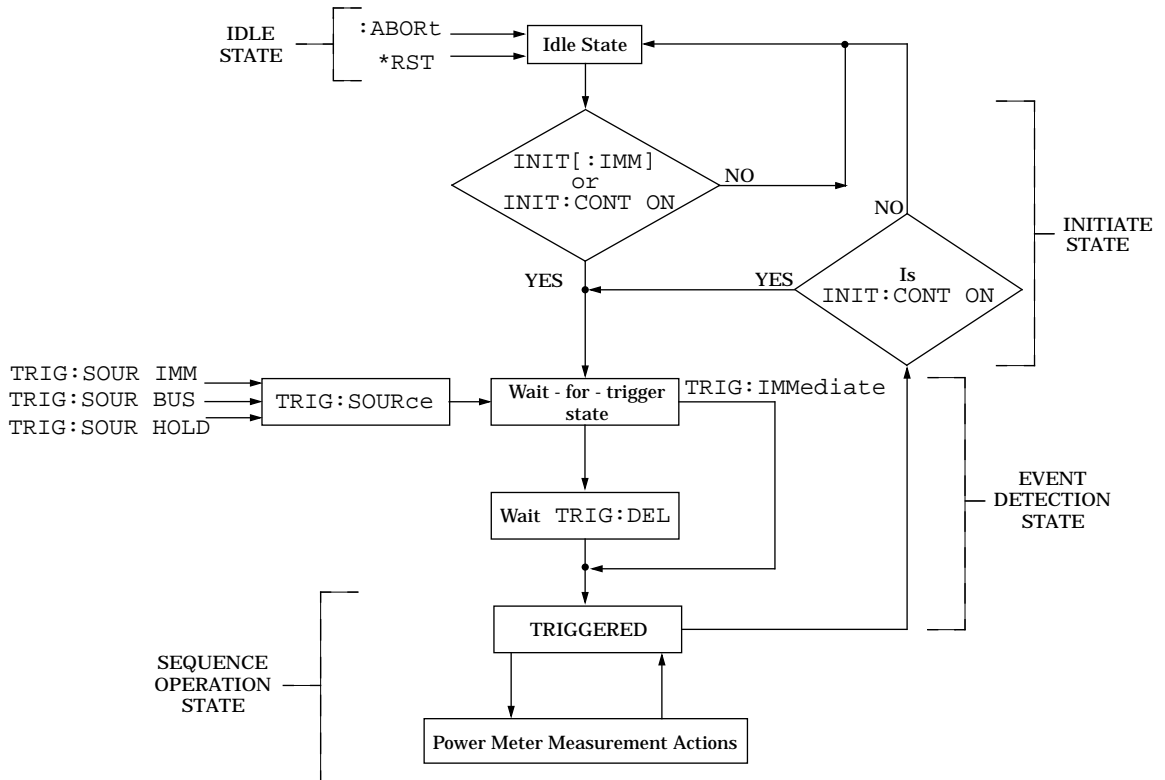 IDLE
STATE
:ABORt
*RST
Idle State
INIT[:IMM]
or
INIT:CONT ON
NO
YES
NO
YES
Is
INIT:CONT ON
INITIATE
STATE
TRIG:SOUR IMM
TRIG:SOUR BUS
TRIG:SOUR HOLD
TRIG:SOURce
Wait - for - trigger
state
TRIG:IMMediate
Wait TRIG:DEL
EVENT
DETECTION
STATE
TRIGGERED
SEQUENCE
OPERATION
STATE
Power Meter Measurement Actions